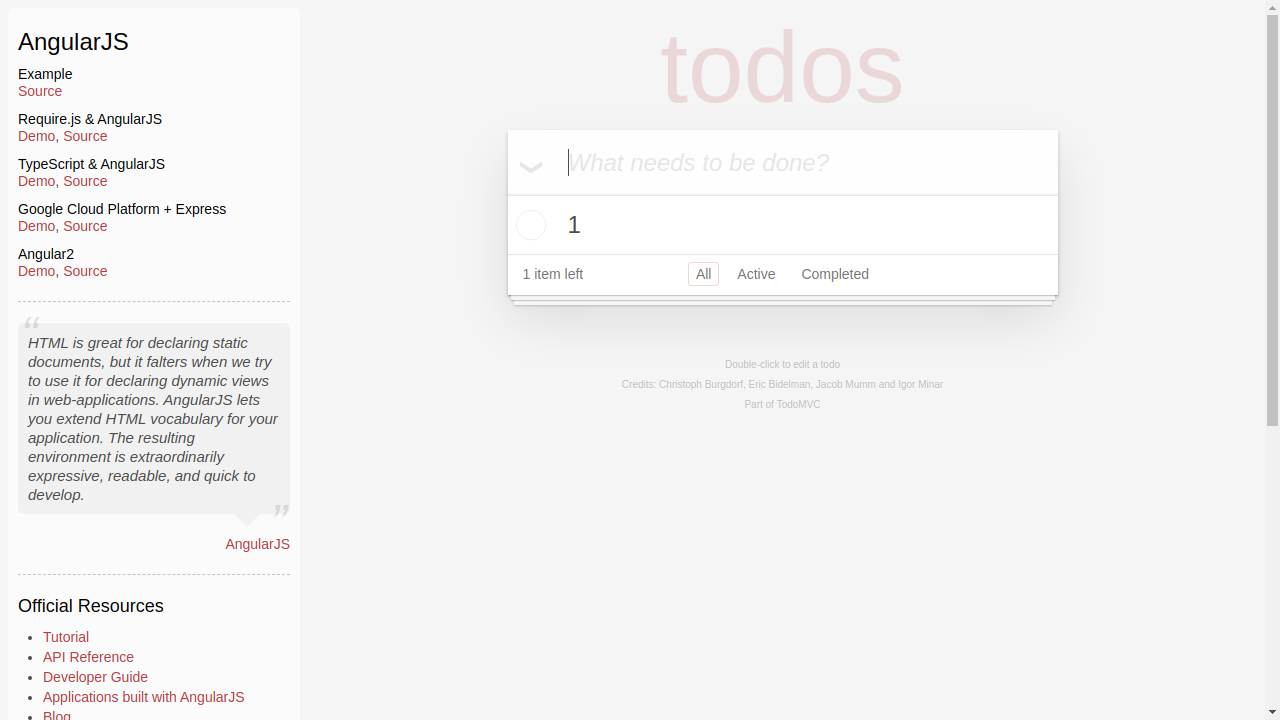 AngularJS
Example
Source
Require.js & AngularJS
Demo, Source
TypeScript & AngularJS
Demo, Source
Google Cloud Platform + Express
Demo, Source
Angular2
Demo, Source
“
HTML is great for declaring static
documents, but it falters when we try
to use it for declaring dynamic views
in web-applications. AngularJS lets
you extend HTML vocabulary for your
application. The resulting
environment is extraordinarily
expressive, readable, and quick to
develop.
”
AngularJS
Official Resources
• Tutorial
• API Reference
• Developer Guide
• Applications built with AngularJS
• Blog
todos
What needs to be done?
1
1 item left All Active Completed
Double-click to edit a todo
Credits: Christoph Burgdorf, Eric Bidelman, Jacob Mumm and Igor Minar
Part of TodoMVC